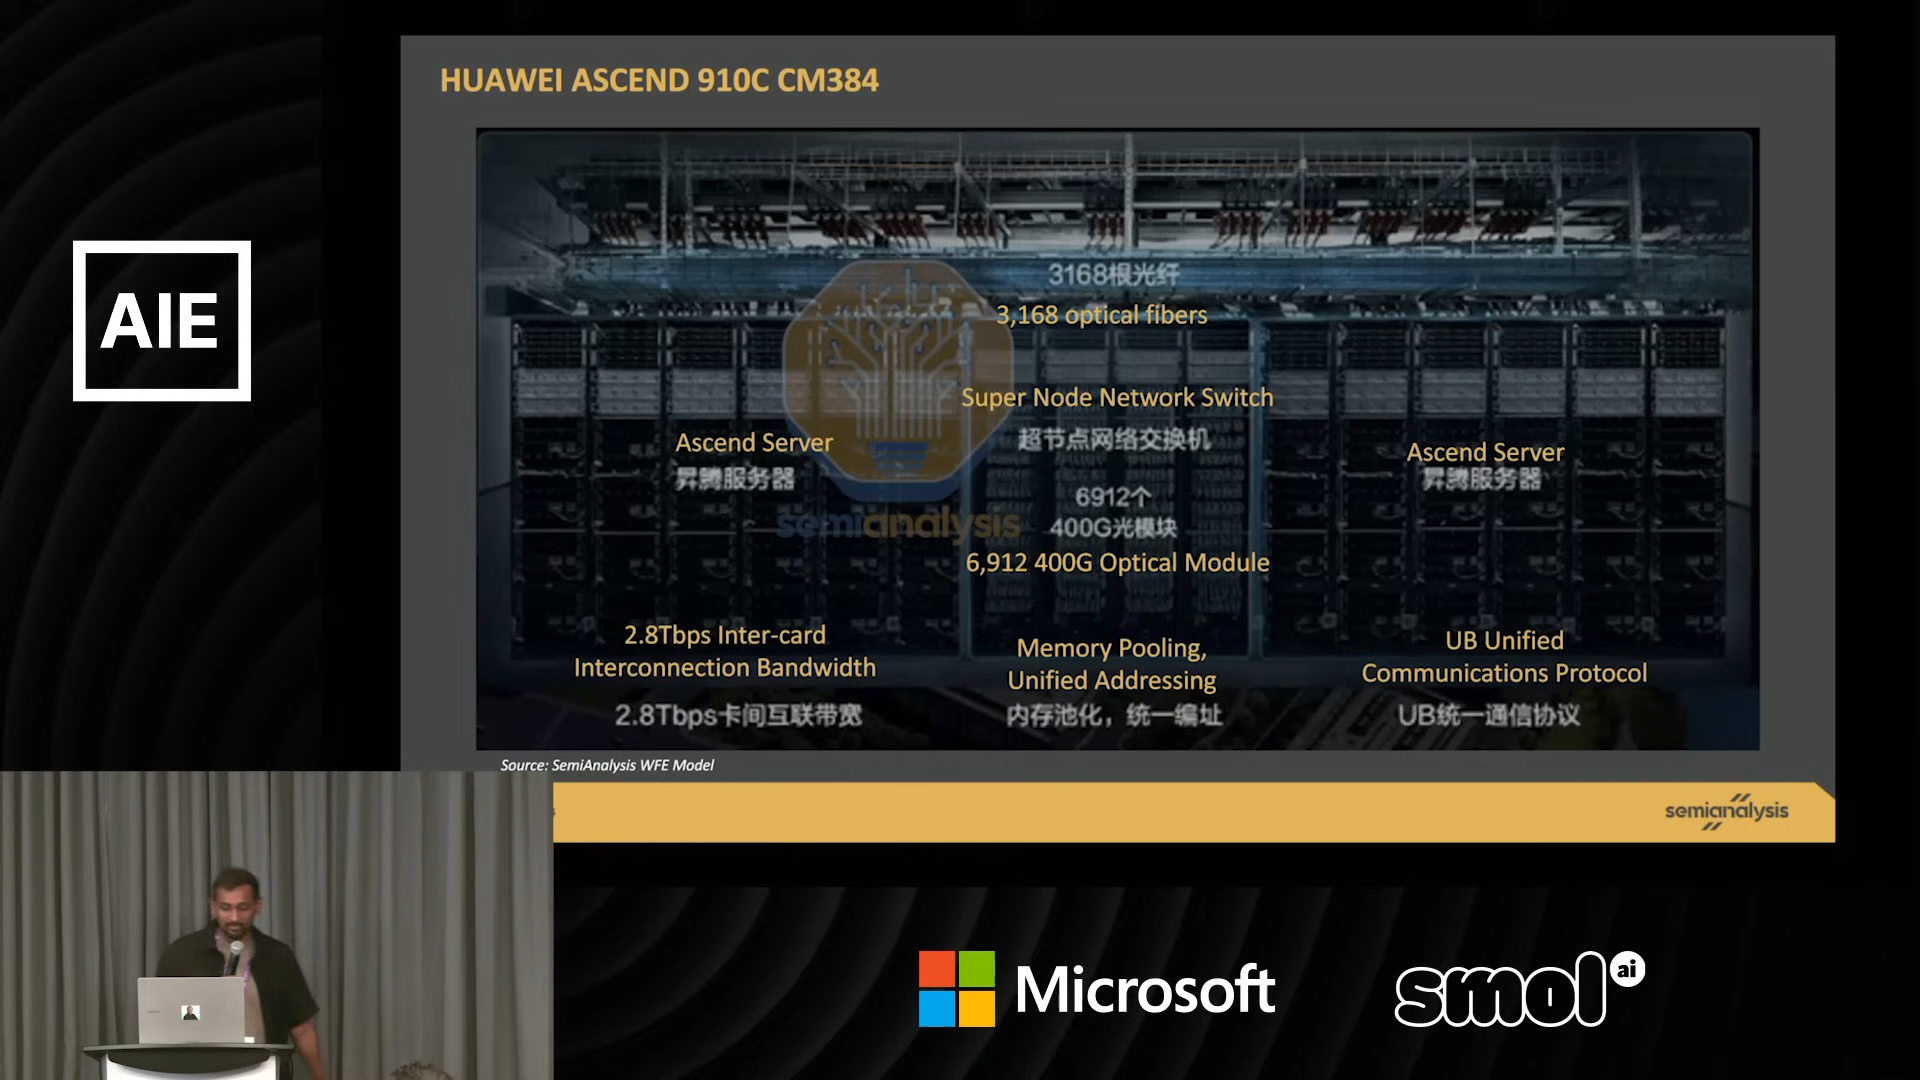 HUAWEI ASCEND 910C CM384
AIE
3168根光纤
3,168 optical fibers
Super Node Network Switch
超节点网络交换机
Ascend Server
昇腾服务器
Ascend Server
昇腾服务器
semianalysis
6912个
400G光模块
6,912 400G Optical Module
2.8Tbps Inter-card
Interconnection Bandwidth
2.8Tbps卡间互联带宽
Memory Pooling,
Unified Addressing
内存池化，统一编址
UB Unified
Communications Protocol
UB统一通信协议
Source: SemiAnalysis WFE Model
semianalysis
Microsoft
smol ai